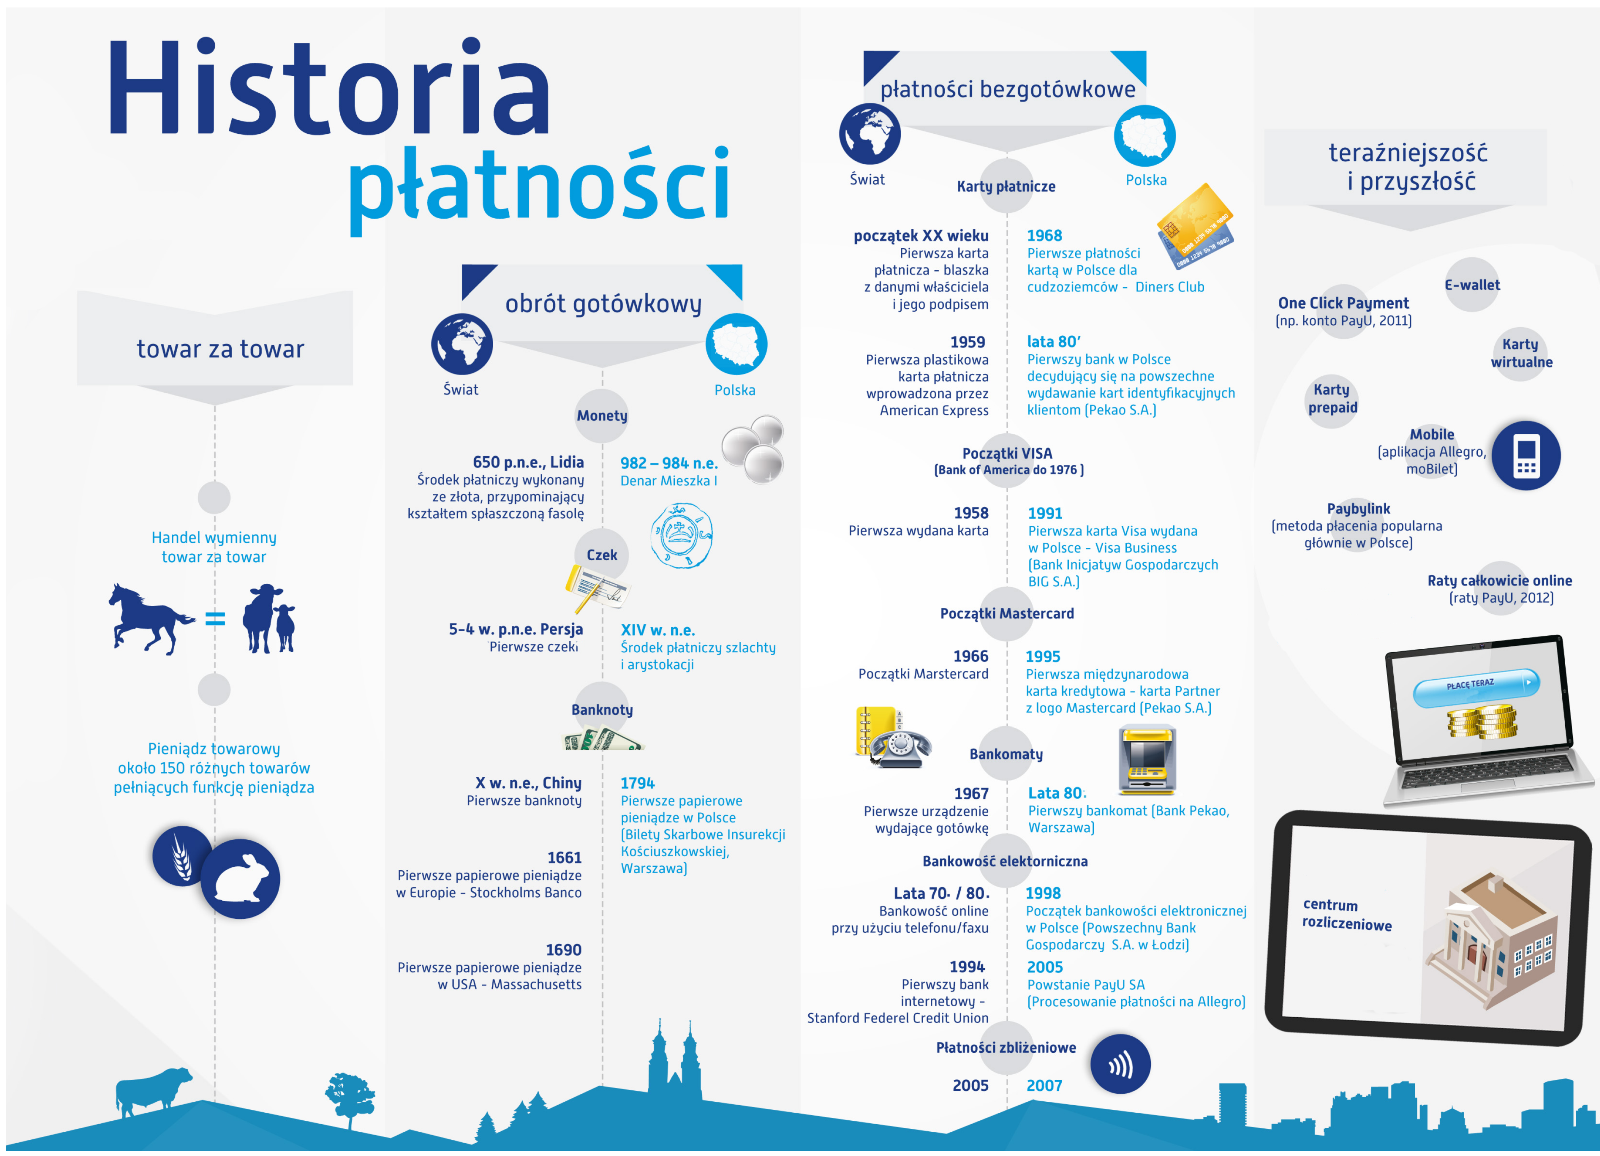 Historia
płatności
towar za towar
Handel wymienny
towar za towar
=
Pieniądz towarowy
około 150 różnych towarów
pełniących funkcję pieniądza
obrót gotówkowy
Świat
Polska
Monety
650 p.n.e., Lidia
Środek płatniczy wykonany
ze złota, przypominający
kształtem spłaszczoną fasolę
982 – 984 n.e.
Denar Mieszka I
Czek
5-4 w. p.n.e. Persja
Pierwsze czeki
XIV w. n.e.
Środek płatniczy szlachty
i arystokacji
Banknoty
X w. n.e., Chiny
Pierwsze banknoty
1794
Pierwsze papierowe
pieniądze w Polsce
(Bilety Skarbowe Insurekcji
Kościuszkowskiej,
Warszawa)
1661
Pierwsze papierowe pieniądze
w Europie - Stockholms Banco
1690
Pierwsze papierowe pieniądze
w USA - Massachusetts
płatności bezgotówkowe
Świat
Polska
Karty płatnicze
początek XX wieku
Pierwsza karta
płatnicza - blaszka
z danymi właściciela
i jego podpisem
1968
Pierwsze płatności
kartą w Polsce dla
cudzoziemców - Diners Club
1959
Pierwsza plastikowa
karta płatnicza
wprowadzona przez
American Express
lata 80'
Pierwszy bank w Polsce
decydujący się na powszechne
wydawanie kart identyfikacyjnych
klientom (Pekao S.A.)
Początki VISA
(Bank of America do 1976 )
1958
Pierwsza wydana karta
1991
Pierwsza karta Visa wydana
w Polsce - Visa Business
(Bank Inicjatyw Gospodarczych
BIG S.A.)
Początki Mastercard
1966
Początki Marstercard
1995
Pierwsza międzynarodowa
karta kredytowa - karta Partner
z logo Mastercard (Pekao S.A.)
Bankomaty
1967
Pierwsze urządzenie
wydające gotówkę
Lata 80.
Pierwszy bankomat (Bank Pekao,
Warszawa)
Bankowość elektorniczna
Lata 70. / 80.
Bankowość online
przy użyciu telefonu/faxu
1998
Początek bankowości elektronicznej
w Polsce (Powszechny Bank
Gospodarczy S.A. w Łodzi)
1994
Pierwszy bank
internetowy -
Stanford Federel Credit Union
2005
Powstanie PayU SA
(Procesowanie płatności na Allegro)
Płatności zbliżeniowe
2005
2007
teraźniejszość
i przyszłość
E-wallet
One Click Payment
(np. konto PayU, 2011)
Karty
wirtualne
Karty
prepaid
Mobile
(aplikacja Allegro,
moBilet)
Paybylink
(metoda płacenia popularna
głównie w Polsce)
Raty całkowicie online
(raty PayU, 2012)
PŁACĘ TERAZ
centrum
rozliczeniowe